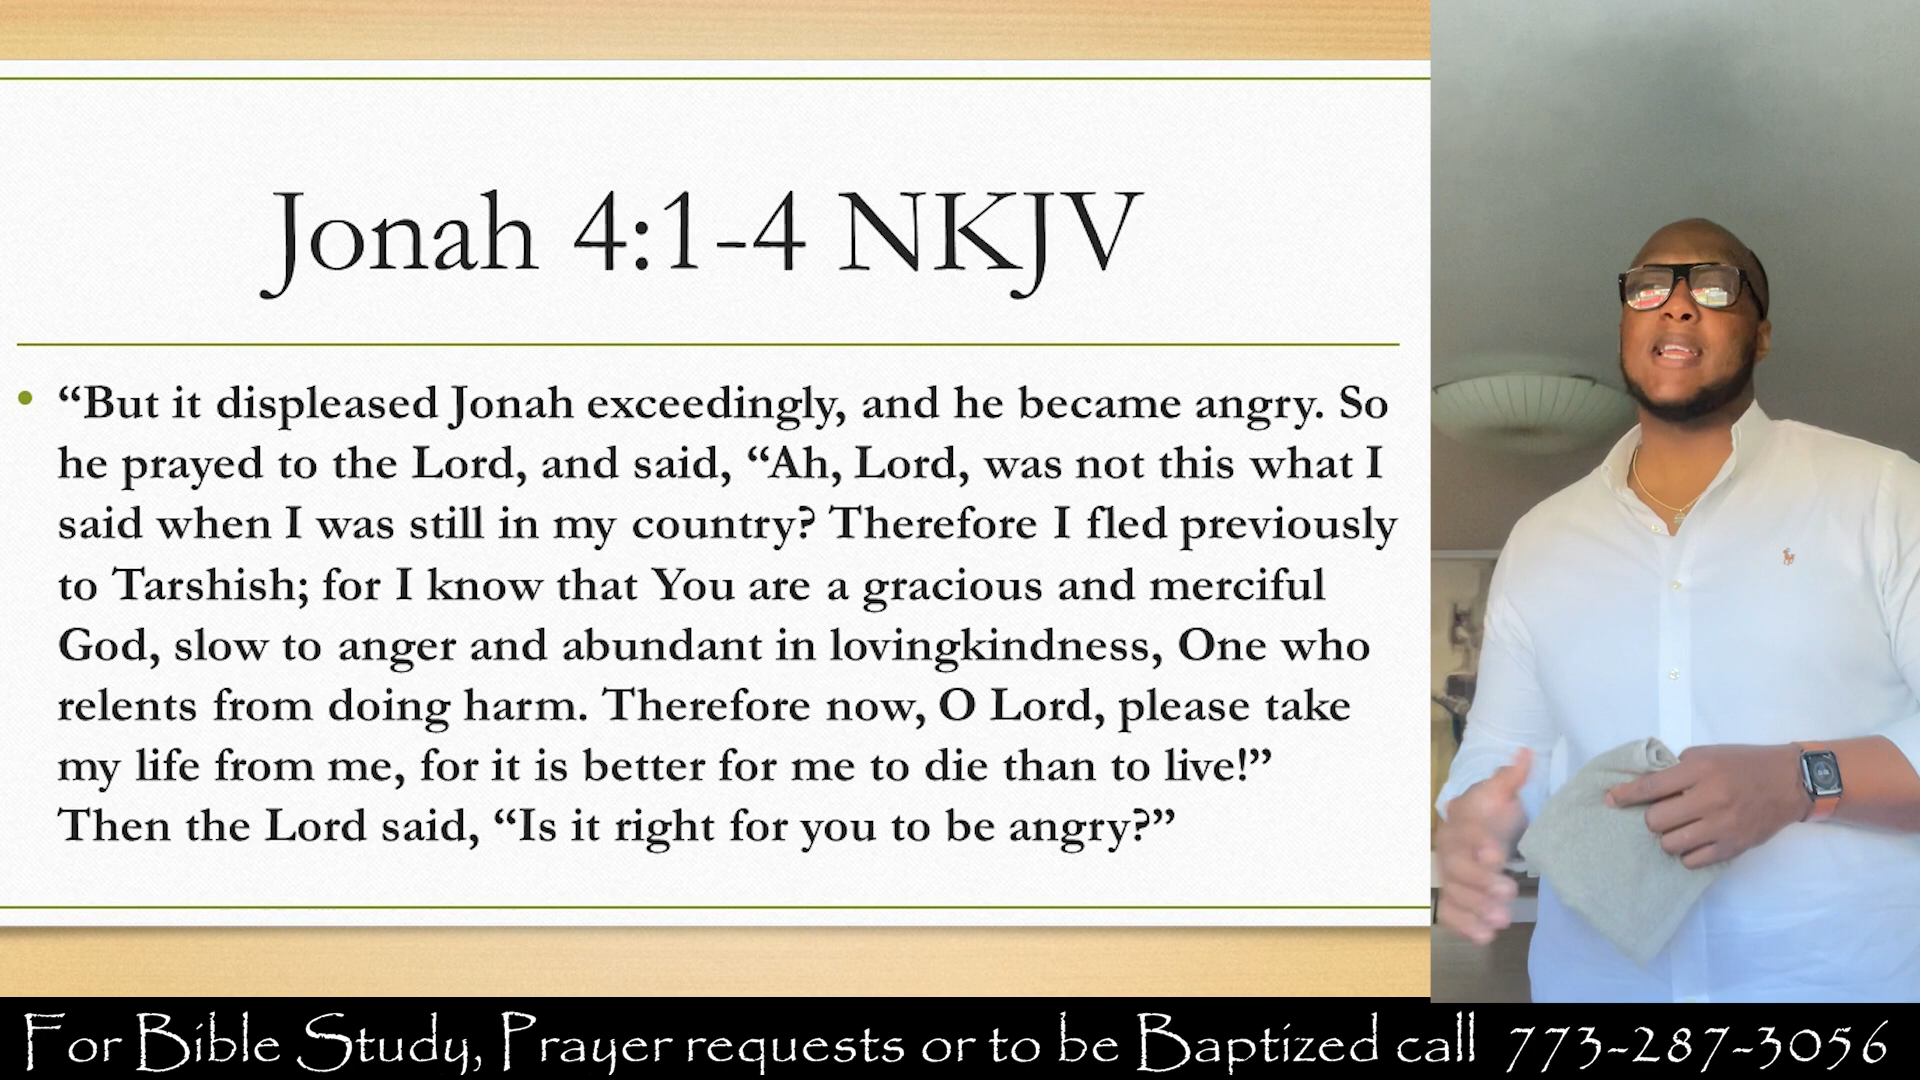 Jonah 4:1-4 NKJV
• “But it displeased Jonah exceedingly, and he became angry. So
he prayed to the Lord, and said, “Ah, Lord, was not this what I
said when I was still in my country? Therefore I fled previously
to Tarshish; for I know that You are a gracious and merciful
God, slow to anger and abundant in lovingkindness, One who
relents from doing harm. Therefore now, O Lord, please take
my life from me, for it is better for me to die than to live!”
Then the Lord said, “Is it right for you to be angry?”
For Bible Study, Prayer requests or to be Baptized call 773-287-3056